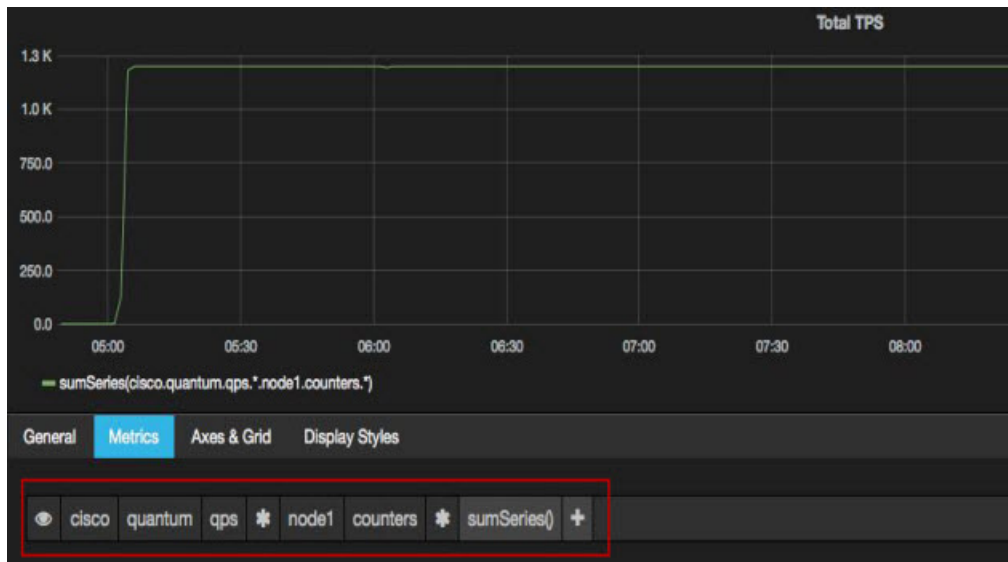 Total TPS
1.3 K
1.0 K
750.0
500.0
250.0
0.0
05:00 05:30 06:00 06:30 07:00 07:30 08:00
sumSeries(cisco.quantum.qps.*.node1.counters.*)
General Metrics Axes & Grid Display Styles
cisco quantum qps * node1 counters * sumSeries() +